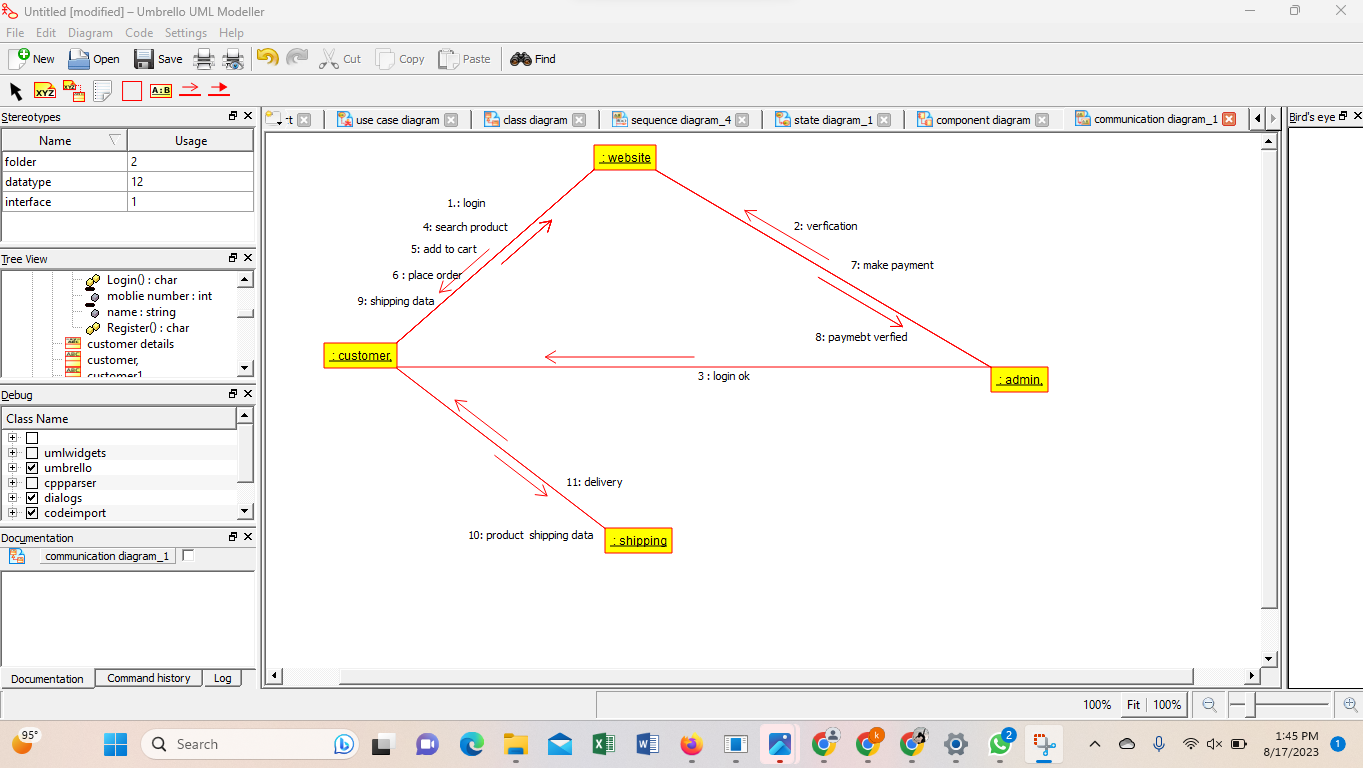 Untitled [modified] – Umbrello UML Modeller
File Edit Diagram Code Settings Help
New Open Save Cut Copy Paste Find
XYZ XYZ A:B
Stereotypes
Name Usage
folder 2
datatype 12
interface 1
Tree View
Login() : char
moblie number : int
name : string
Register() : char
customer details
customer,
customer1
Debug
Class Name
umlwidgets
umbrello
cppparser
dialogs
codeimport
Documentation
communication diagram_1
Documentation Command history Log
use case diagram class diagram sequence diagram_4 state diagram_1 component diagram communication diagram_1
Bird's eye
: website
1.: login
4: search product
5: add to cart
6 : place order
9: shipping data
2: verfication
7: make payment
8: paymebt verfied
: customer,
3 : login ok
: admin,
11: delivery
10: product shipping data
: shipping
100% Fit 100%
95°
Search
k
2
1:45 PM
8/17/2023
1